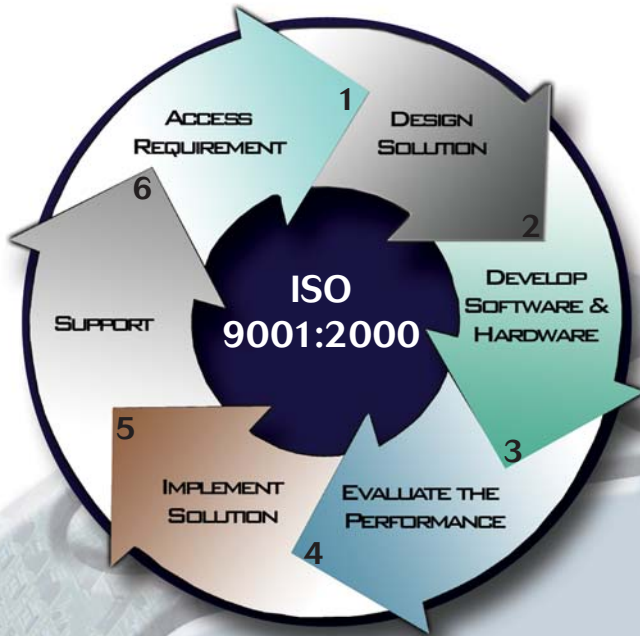 1
ACCESS
REQUIREMENT
DESIGN
SOLUTION
2
DEVELOP
SOFTWARE &
HARDWARE
3
EVALUATE THE
PERFORMANCE
4
IMPLEMENT
SOLUTION
5
SUPPORT
6
ISO
9001:2000